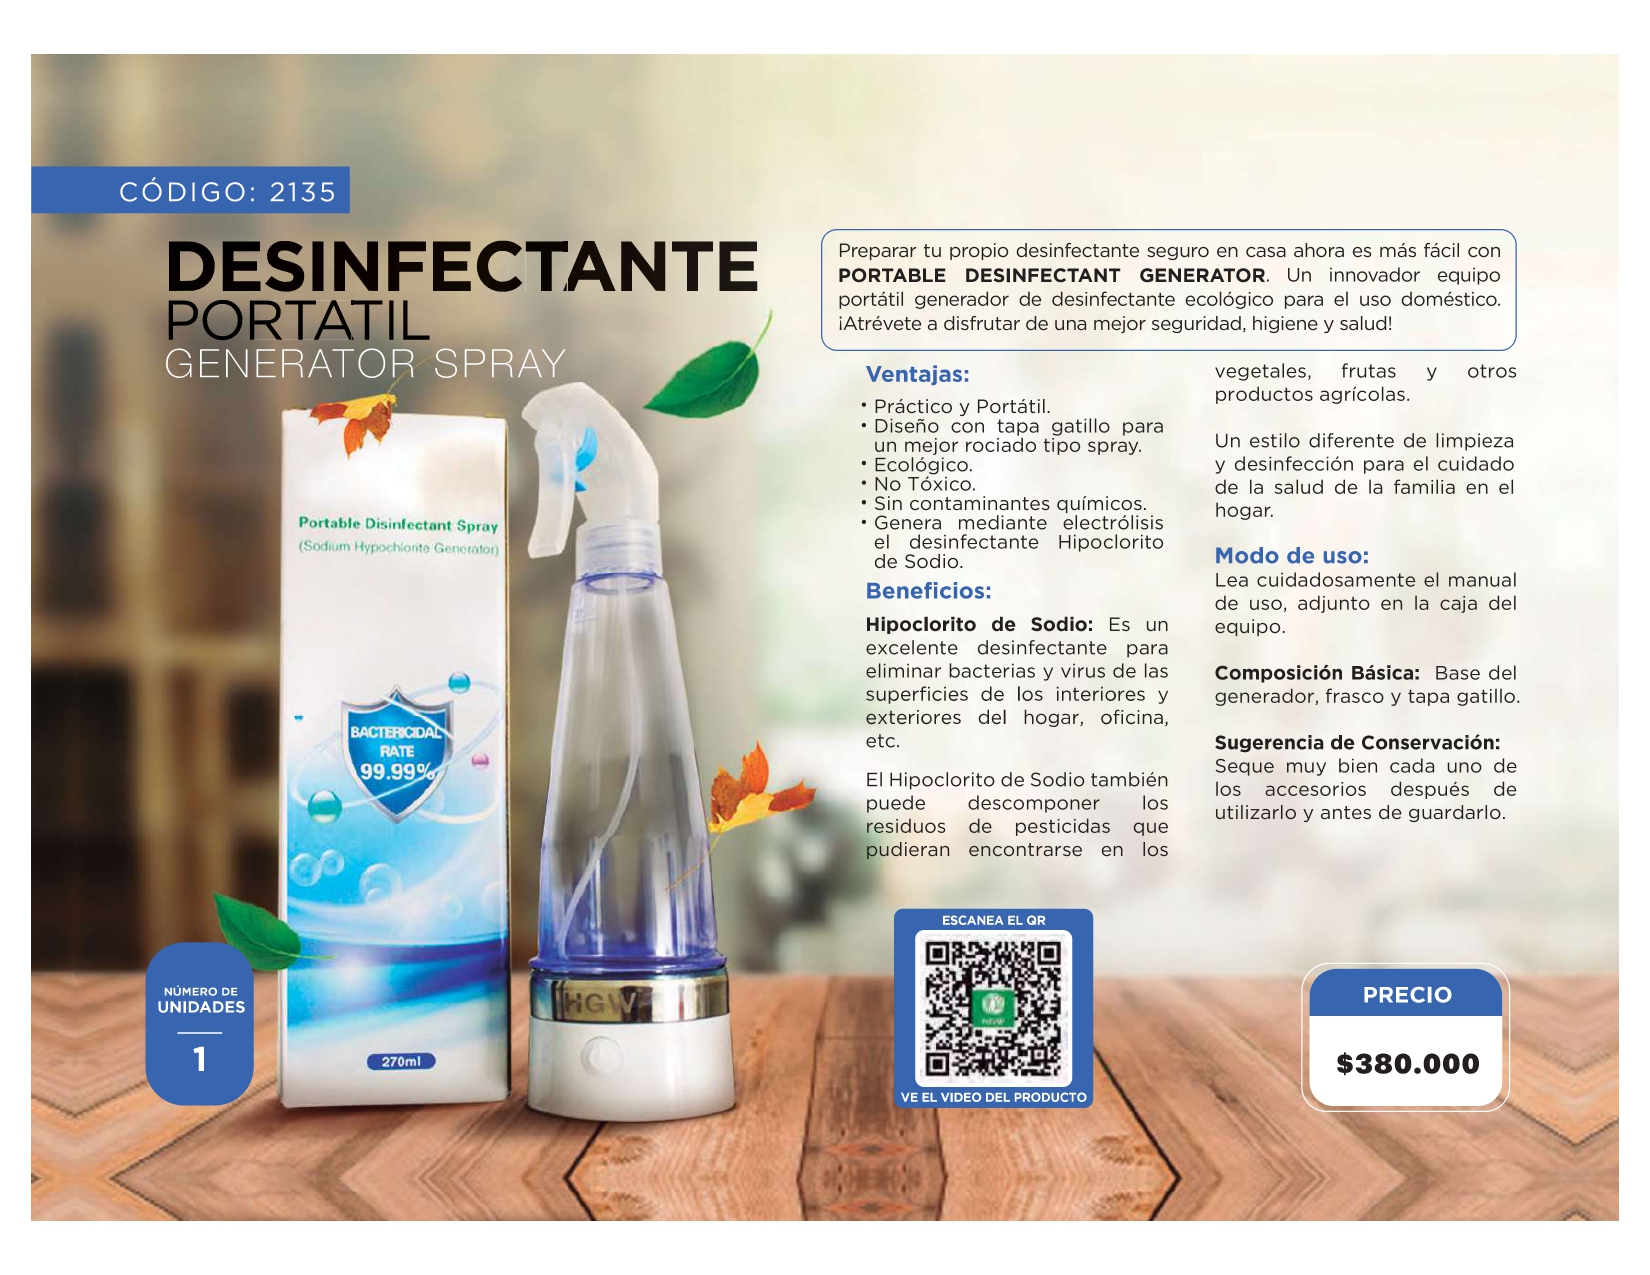 CÓDIGO: 2135
DESINFECTANTE
PORTATIL
GENERATOR SPRAY
Portable Disinfectant Spray
(Sodium Hypochlorite Generator)
BACTERICIDAL
RATE
99.99%
270ml
HGW
NÚMERO DE
UNIDADES
1
Preparar tu propio desinfectante seguro en casa ahora es más fácil con
PORTABLE DESINFECTANT GENERATOR. Un innovador equipo
portátil generador de desinfectante ecológico para el uso doméstico.
¡Atrévete a disfrutar de una mejor seguridad, higiene y salud!
Ventajas:
• Práctico y Portátil.
• Diseño con tapa gatillo para
un mejor rociado tipo spray.
• Ecológico.
• No Tóxico.
• Sin contaminantes químicos.
• Genera mediante electrólisis
el desinfectante Hipoclorito
de Sodio.
Beneficios:
Hipoclorito de Sodio: Es un
excelente desinfectante para
eliminar bacterias y virus de las
superficies de los interiores y
exteriores del hogar, oficina,
etc.
El Hipoclorito de Sodio también
puede descomponer los
residuos de pesticidas que
pudieran encontrarse en los
vegetales, frutas y otros
productos agrícolas.
Un estilo diferente de limpieza
y desinfección para el cuidado
de la salud de la familia en el
hogar.
Modo de uso:
Lea cuidadosamente el manual
de uso, adjunto en la caja del
equipo.
Composición Básica: Base del
generador, frasco y tapa gatillo.
Sugerencia de Conservación:
Seque muy bien cada uno de
los accesorios después de
utilizarlo y antes de guardarlo.
ESCANEA EL QR
HGW
VE EL VIDEO DEL PRODUCTO
PRECIO
$380.000